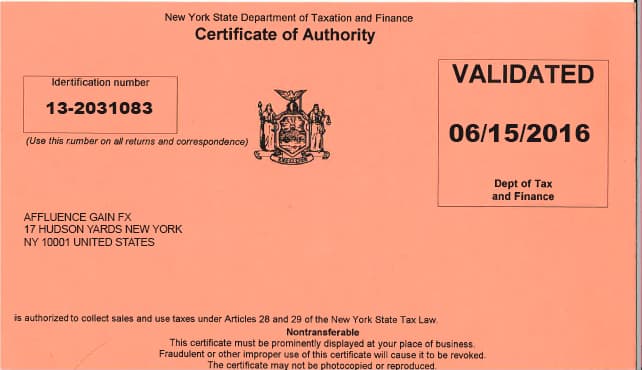 New York State Department of Taxation and Finance
Certificate of Authority
Identification number
13-2031083
(Use this number on all returns and correspondence)
VALIDATED
06/15/2016
Dept of Tax
and Finance
EXCELSIOR
AFFLUENCE GAIN FX
17 HUDSON YARDS NEW YORK
NY 10001 UNITED STATES
is authorized to collect sales and use taxes under Articles 28 and 29 of the New York State Tax Law.
Nontransferable
This certificate must be prominently displayed at your place of business.
Fraudulent or other improper use of this certificate will cause it to be revoked.
The certificate may not be photocopied or reproduced.